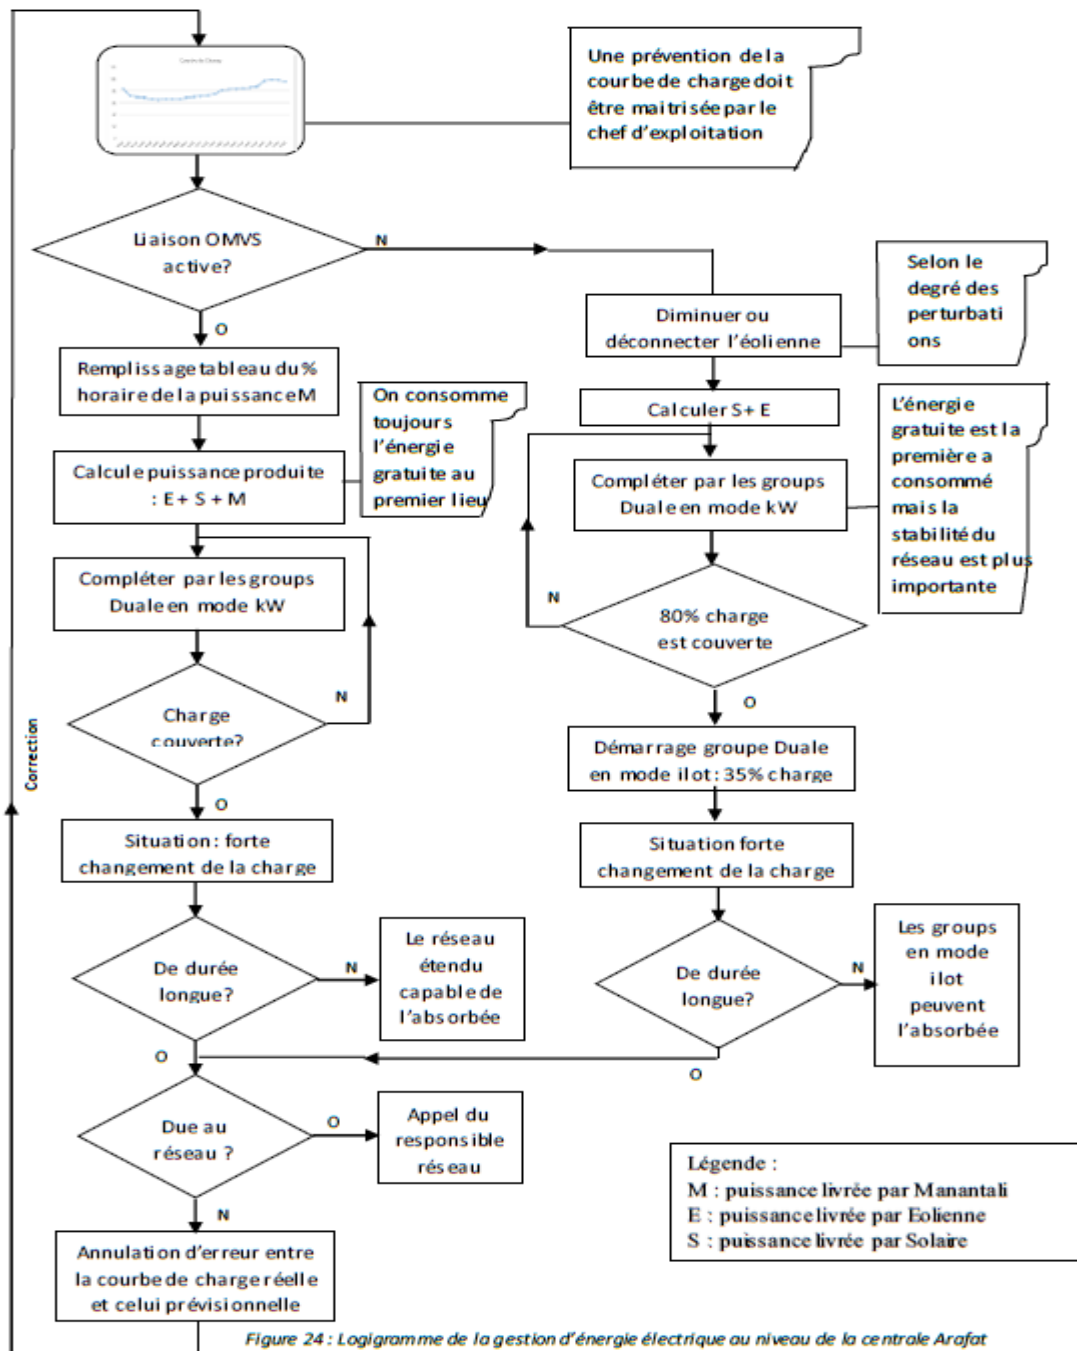 Une prévention de la
courbe de charge doit
être maitrisée par le
chef d'exploitation
Liaison OMVS
active?
N
O
Selon le
degré des
perturbati
ons
Diminuer ou
déconnecter l'éolienne
Remplissage tableau du %
horaire de la puissance M
On consomme
toujours
l'énergie
gratuite au
premier lieu
Calculer S+ E
L'énergie
gratuite est la
première a
consommé
mais la
stabilité du
réseau est plus
importante
Calcule puissance produite
: E + S + M
Compléter par les groups
Duale en mode kW
Compléter par les groups
Duale en mode kW
N
80% charge
est couverte
O
Charge
couverte?
N
O
Correction
Démarrage groupe Duale
en mode ilot : 35% charge
Situation : forte
changement de la charge
Situation forte
changement de la charge
De durée
longue?
N
Le réseau
étendu
capable de
l'absorbée
De durée
longue?
N
Les groups
en mode
ilot
peuvent
l'absorbée
O
O
Due au
réseau ?
O
Appel du
responsible
réseau
N
Annulation d'erreur entre
la courbe de charge réelle
et celui prévisionnelle
Légende :
M : puissance livrée par Manantali
E : puissance livrée par Eolienne
S : puissance livrée par Solaire
Figure 24 : Logigramme de la gestion d'énergie électrique au niveau de la centrale Arafat